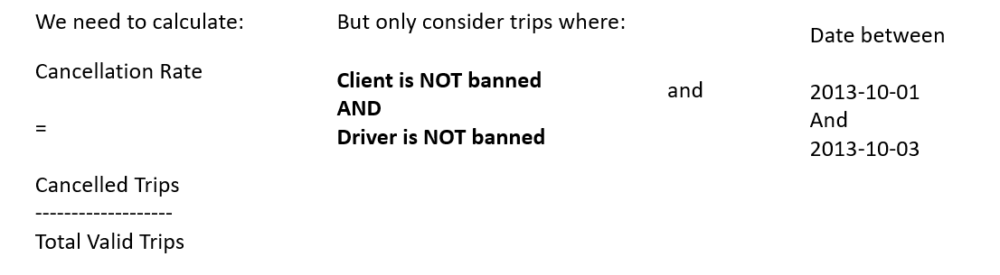 We need to calculate:
Cancellation Rate
=
Cancelled Trips
-------------------
Total Valid Trips
But only consider trips where:
Client is NOT banned
AND
Driver is NOT banned
and
Date between
2013-10-01
And
2013-10-03